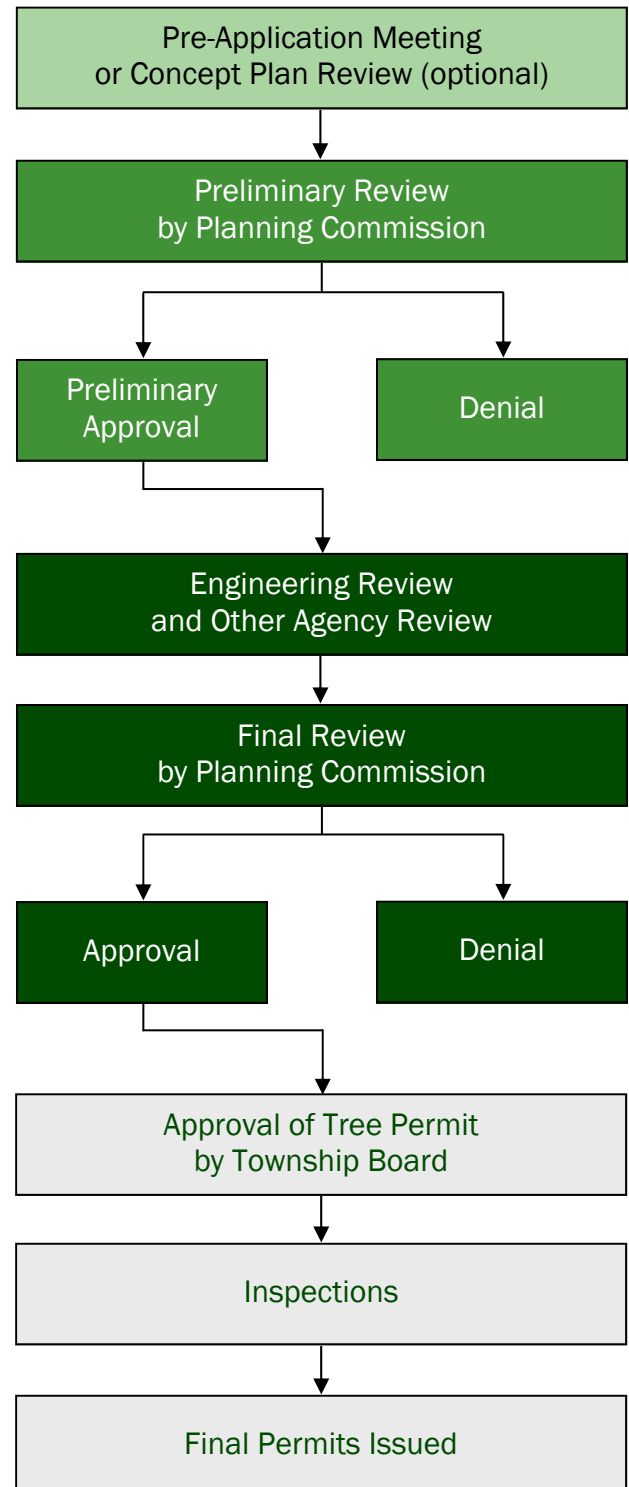 Pre-Application Meeting
or Concept Plan Review (optional)
Preliminary Review
by Planning Commission
Preliminary
Approval
Denial
Engineering Review
and Other Agency Review
Final Review
by Planning Commission
Approval
Denial
Approval of Tree Permit
by Township Board
Inspections
Final Permits Issued